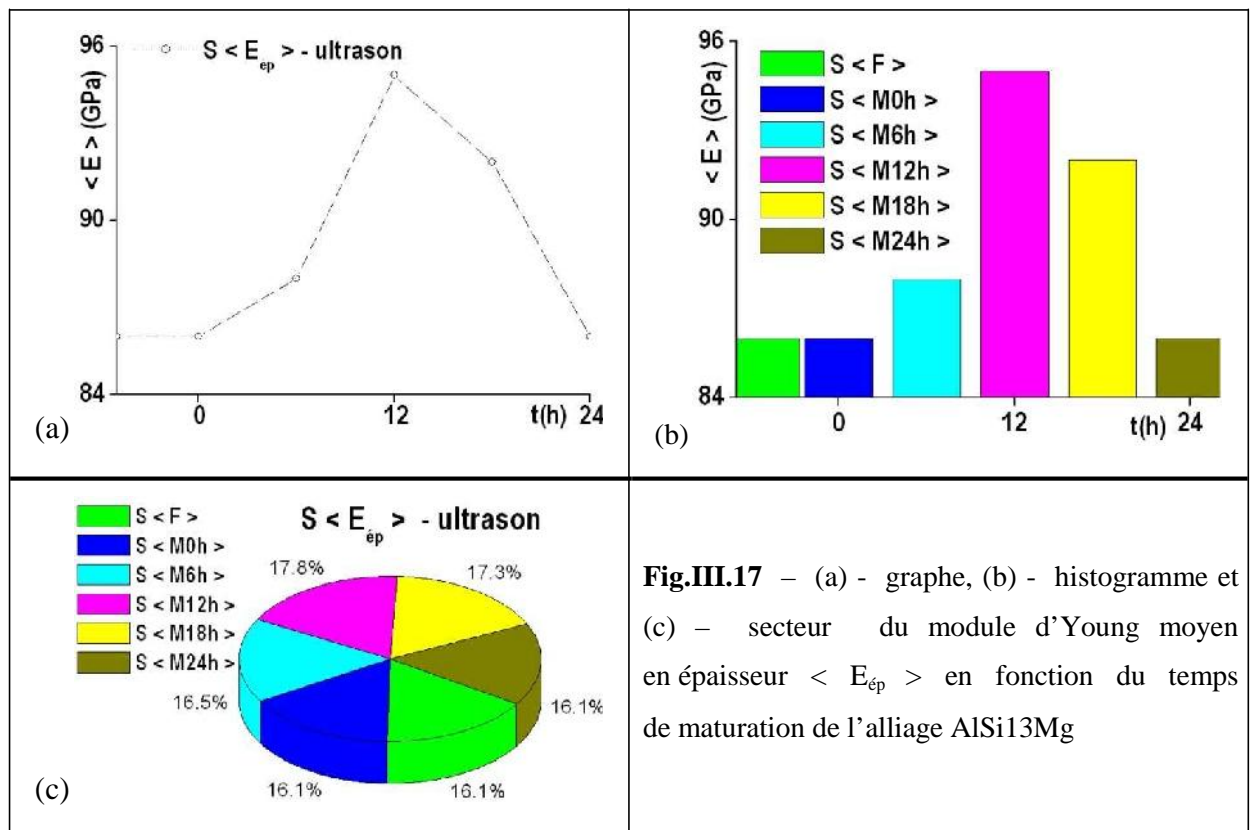 96
S < E_ep > - ultrason
< E > (GPa)
90
84
0
12
t(h)
24
(a)
96
< E > (GPa)
90
84
S < F >
S < M0h >
S < M6h >
S < M12h >
S < M18h >
S < M24h >
0
12
t(h)
24
(b)
S < F >
S < M0h >
S < M6h >
S < M12h >
S < M18h >
S < M24h >
S < E_ép > - ultrason
17.8%
17.3%
16.5%
16.1%
16.1%
16.1%
(c)
Fig.III.17 – (a) - graphe, (b) - histogramme et
(c) – secteur du module d’Young moyen
en épaisseur < E_ép > en fonction du temps
de maturation de l’alliage AlSi13Mg